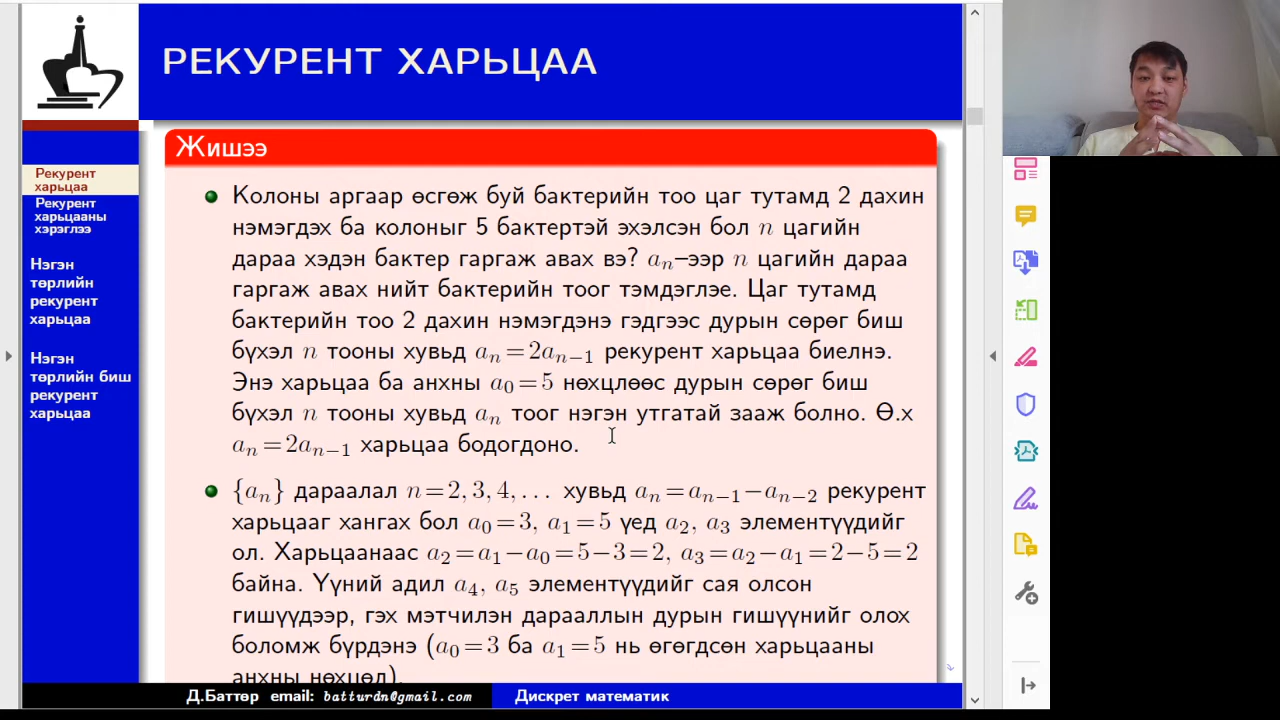 РЕКУРЕНТ ХАРЬЦАА
Рекурент
харьцаа
Рекурент
харьцааны
хэрэглээ
Нэгэн
төрлийн
рекурент
харьцаа
Нэгэн
төрлийн биш
рекурент
харьцаа
Жишээ
Колоны аргаар өсгөж буй бактерийн тоо цаг тутамд 2 дахин
нэмэгдэх ба колоныг 5 бактертэй эхэлсэн бол n цагийн
дараа хэдэн бактер гаргаж авах вэ? aₙ–ээр n цагийн дараа
гаргаж авах нийт бактерийн тоог тэмдэглэе. Цаг тутамд
бактерийн тоо 2 дахин нэмэгдэнэ гэдгээс дурын сөрөг биш
бүхэл n тооны хувьд aₙ = 2aₙ₋₁ рекурент харьцаа биелнэ.
Энэ харьцаа ба анхны a₀ = 5 нөхцлөөс дурын сөрөг биш
бүхэл n тооны хувьд aₙ тоог нэгэн утгатай зааж болно. Ө.х
aₙ = 2aₙ₋₁ харьцаа бодогдоно.
{aₙ} дараалал n = 2, 3, 4, . . . хувьд aₙ = aₙ₋₁ − aₙ₋₂ рекурент
харьцааг хангах бол a₀ = 3, a₁ = 5 үед a₂, a₃ элементүүдийг
ол. Харьцаанаас a₂ = a₁ − a₀ = 5 − 3 = 2, a₃ = a₂ − a₁ = 2 − 5 = 2
байна. Үүний адил a₄, a₅ элементүүдийг сая олсон
гишүүдээр, гэх мэтчилэн дарааллын дурын гишүүнийг олох
боломж бүрдэнэ (a₀ = 3 ба a₁ = 5 нь өгөгдсөн харьцааны
анхны нөхцөл).
Д.Баттөр email: batturdn@gmail.com
Дискрет математик